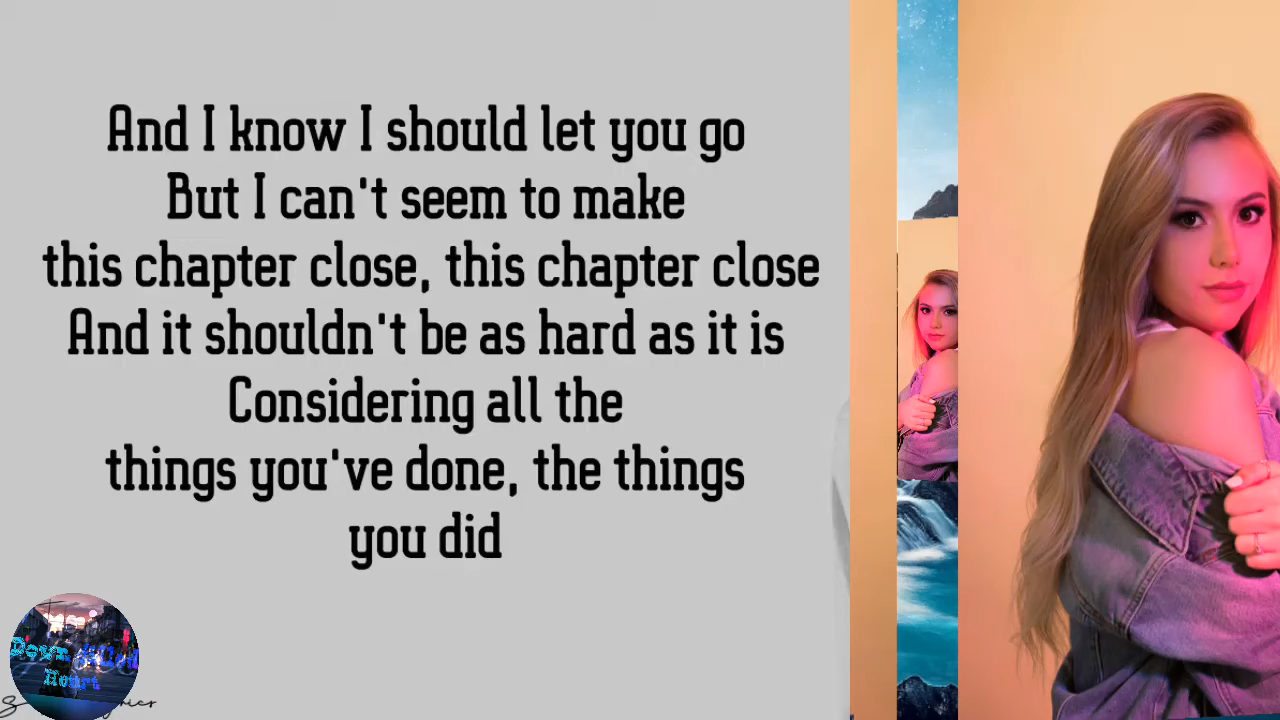 And I know I should let you go
But I can't seem to make
this chapter close, this chapter close
And it shouldn't be as hard as it is
Considering all the
things you've done, the things
you did
Heart